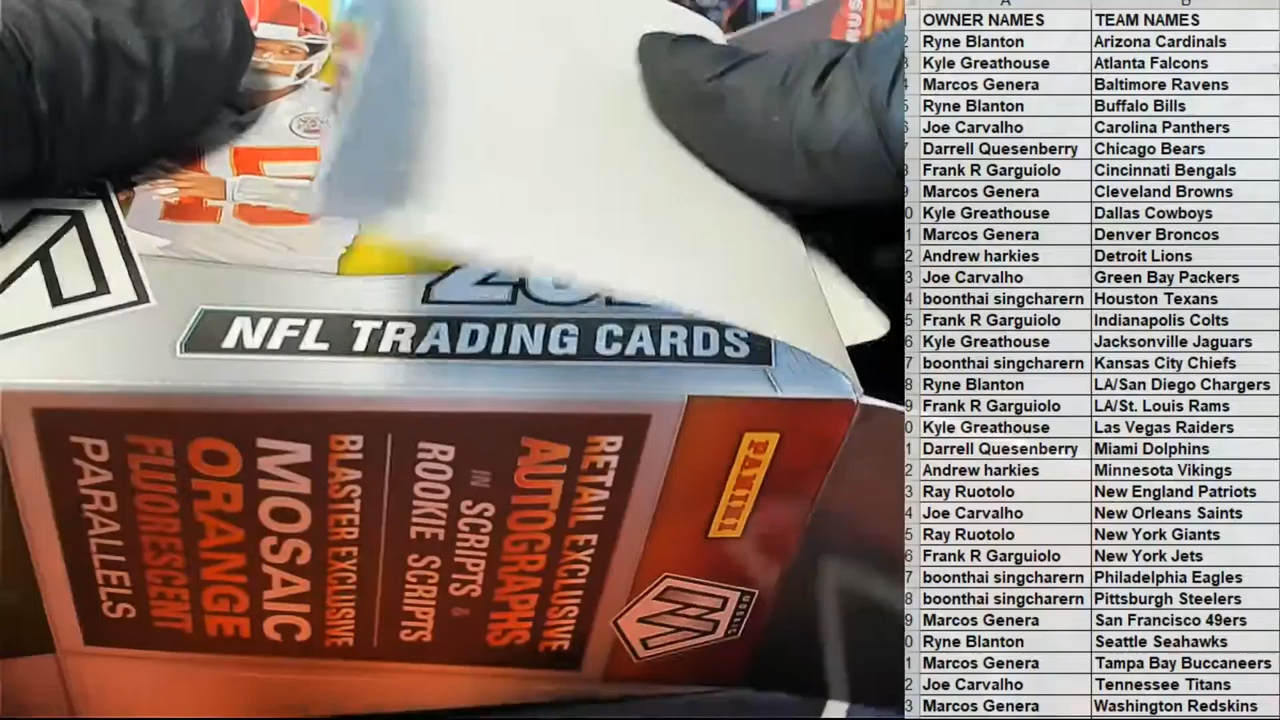 OWNER NAMES TEAM NAMES
Ryne Blanton Arizona Cardinals
Kyle Greathouse Atlanta Falcons
Marcos Genera Baltimore Ravens
Ryne Blanton Buffalo Bills
Joe Carvalho Carolina Panthers
Darrell Quesenberry Chicago Bears
Frank R Garguiolo Cincinnati Bengals
Marcos Genera Cleveland Browns
Kyle Greathouse Dallas Cowboys
Marcos Genera Denver Broncos
Andrew harkies Detroit Lions
Joe Carvalho Green Bay Packers
boonthai singcharern Houston Texans
Frank R Garguiolo Indianapolis Colts
Kyle Greathouse Jacksonville Jaguars
boonthai singcharern Kansas City Chiefs
Ryne Blanton LA/San Diego Chargers
Frank R Garguiolo LA/St. Louis Rams
Kyle Greathouse Las Vegas Raiders
Darrell Quesenberry Miami Dolphins
Andrew harkies Minnesota Vikings
Ray Ruotolo New England Patriots
Joe Carvalho New Orleans Saints
Ray Ruotolo New York Giants
Frank R Garguiolo New York Jets
boonthai singcharern Philadelphia Eagles
boonthai singcharern Pittsburgh Steelers
Marcos Genera San Francisco 49ers
Ryne Blanton Seattle Seahawks
Marcos Genera Tampa Bay Buccaneers
Joe Carvalho Tennessee Titans
Marcos Genera Washington Redskins
15
NFL TRADING CARDS
RETAIL EXCLUSIVE
AUTOGRAPHS
IN SCRIPTS &
ROOKIE SCRIPTS
BLASTER EXCLUSIVE
MOSAIC
ORANGE
FLUORESCENT
PARALLELS
PANINI
MOSAIC